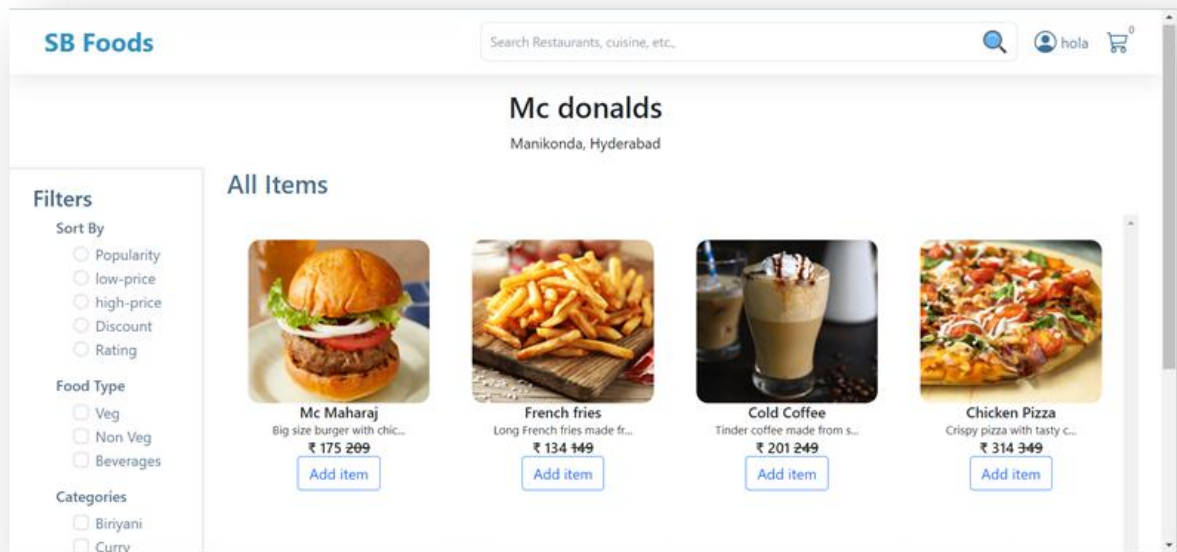 SB Foods
Search Restaurants, cuisine, etc.,
hola
0
Mc donalds
Manikonda, Hyderabad
Filters
Sort By
Popularity
low-price
high-price
Discount
Rating
Food Type
Veg
Non Veg
Beverages
Categories
Biriyani
Curry
All Items
Mc Maharaj
Big size burger with chic...
₹ 175 209
Add item
French fries
Long French fries made fr...
₹ 134 149
Add item
Cold Coffee
Tinder coffee made from s...
₹ 201 249
Add item
Chicken Pizza
Crispy pizza with tasty c...
₹ 314 349
Add item